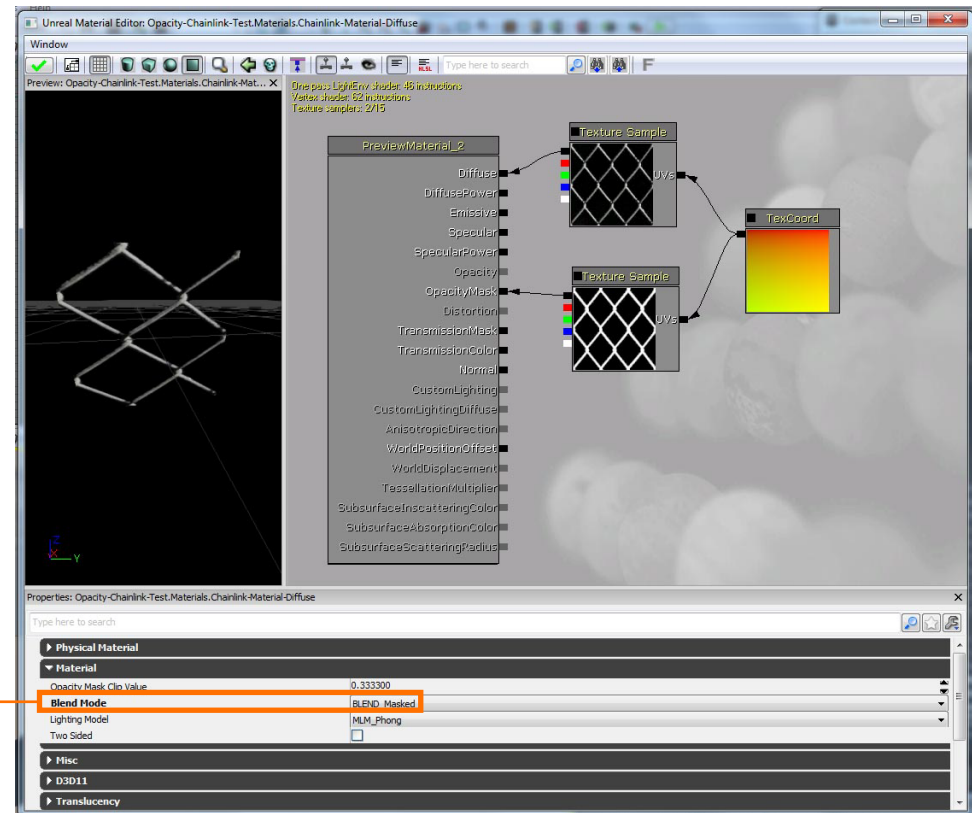 Help
Unreal Material Editor: Opacity-Chainlink-Test.Materials.Chainlink-Material-Diffuse
Window
HLSL
Type here to search
F
Preview: Opacity-Chainlink-Test.Materials.Chainlink-Mat... X
One pass LightEnv shader: 46 instructions
Vertex shader: 62 instructions
Texture samplers: 2/15
PreviewMaterial_2
Diffuse
DiffusePower
Emissive
Specular
SpecularPower
Opacity
OpacityMask
Distortion
TransmissionMask
TransmissionColor
Normal
CustomLighting
CustomLightingDiffuse
AnisotropicDirection
WorldPositionOffset
WorldDisplacement
TessellationMultiplier
SubsurfaceInscatteringColor
SubsurfaceAbsorptionColor
SubsurfaceScatteringRadius
Texture Sample
UVs
Texture Sample
UVs
TexCoord
Z
X
Y
Properties: Opacity-Chainlink-Test.Materials.Chainlink-Material-Diffuse
Type here to search
Physical Material
Material
Opacity Mask Clip Value 0.333300
Blend Mode BLEND_Masked
Lighting Model MLM_Phong
Two Sided
Misc
D3D11
Translucency